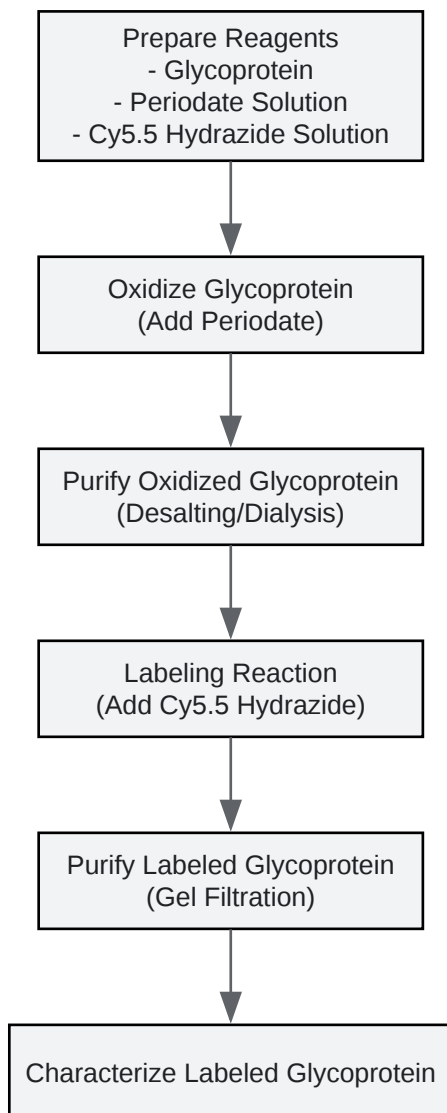 Prepare Reagents
- Glycoprotein
- Periodate Solution
- Cy5.5 Hydrazide Solution
Oxidize Glycoprotein
(Add Periodate)
Purify Oxidized Glycoprotein
(Desalting/Dialysis)
Labeling Reaction
(Add Cy5.5 Hydrazide)
Purify Labeled Glycoprotein
(Gel Filtration)
Characterize Labeled Glycoprotein